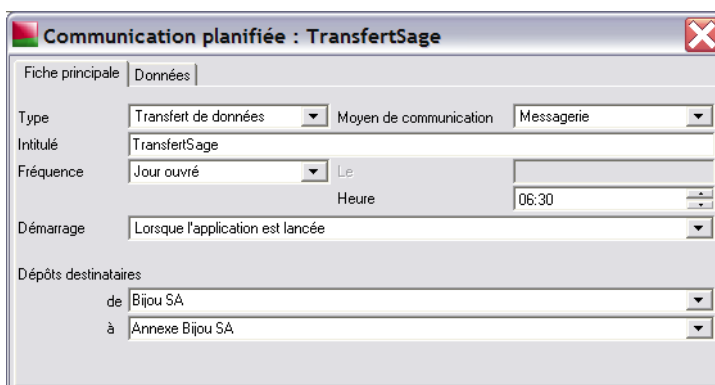 Communication planifiée : TransfertSage
Fiche principale Données
Type Transfert de données Moyen de communication Messagerie
Intitulé TransfertSage
Fréquence Jour ouvré Le
Heure 06:30
Démarrage Lorsque l'application est lancée
Dépôts destinataires
de Bijou SA
à Annexe Bijou SA